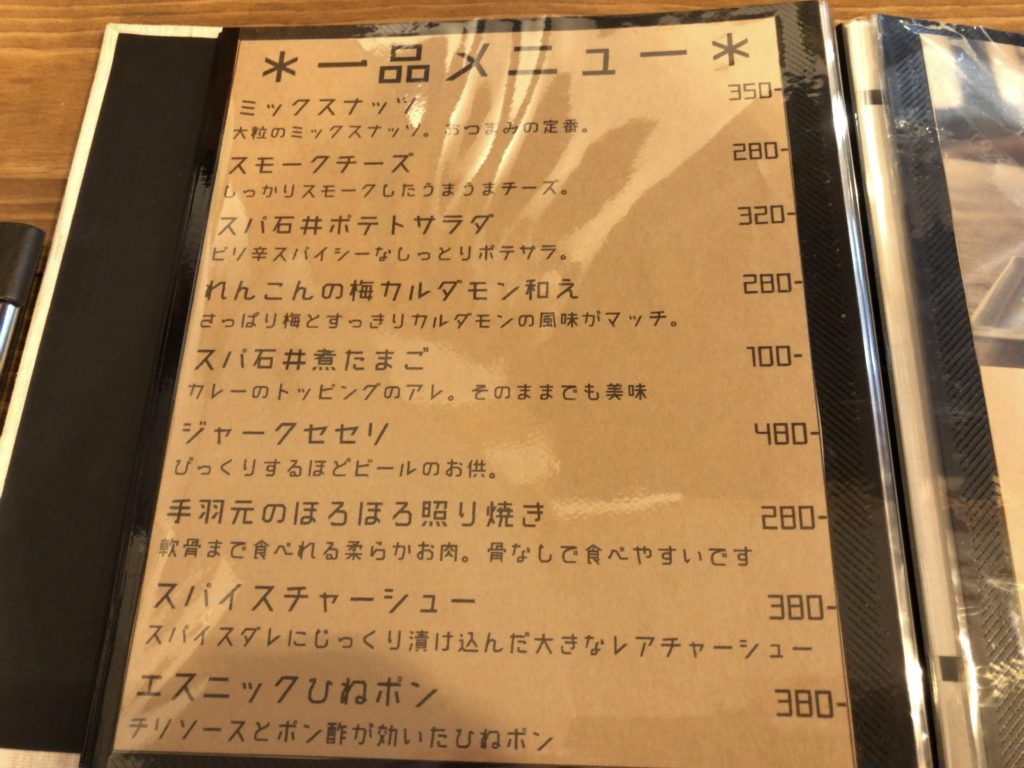 ＊一品メニュー＊
ミックスナッツ 350-
大粒のミックスナッツ。おつまみの定番。
スモークチーズ 280-
しっかりスモークしたうまうまチーズ。
スパ石井ポテトサラダ 320-
ピリ辛スパイシーなしっとりポテサラ。
れんこんの梅カルダモン和え 280-
さっぱり梅とすっきりカルダモンの風味がマッチ。
スパ石井煮たまご 100-
カレーのトッピングのアレ。そのままでも美味
ジャークセセリ 480-
びっくりするほどビールのお供。
手羽元のほろほろ照り焼き 280-
軟骨まで食べれる柔らかお肉。骨なしで食べやすいです
スパイスチャーシュー 380-
スパイスダレにじっくり漬け込んだ大きなレアチャーシュー
エスニックひねポン 380-
チリソースとポン酢が効いたひねポン